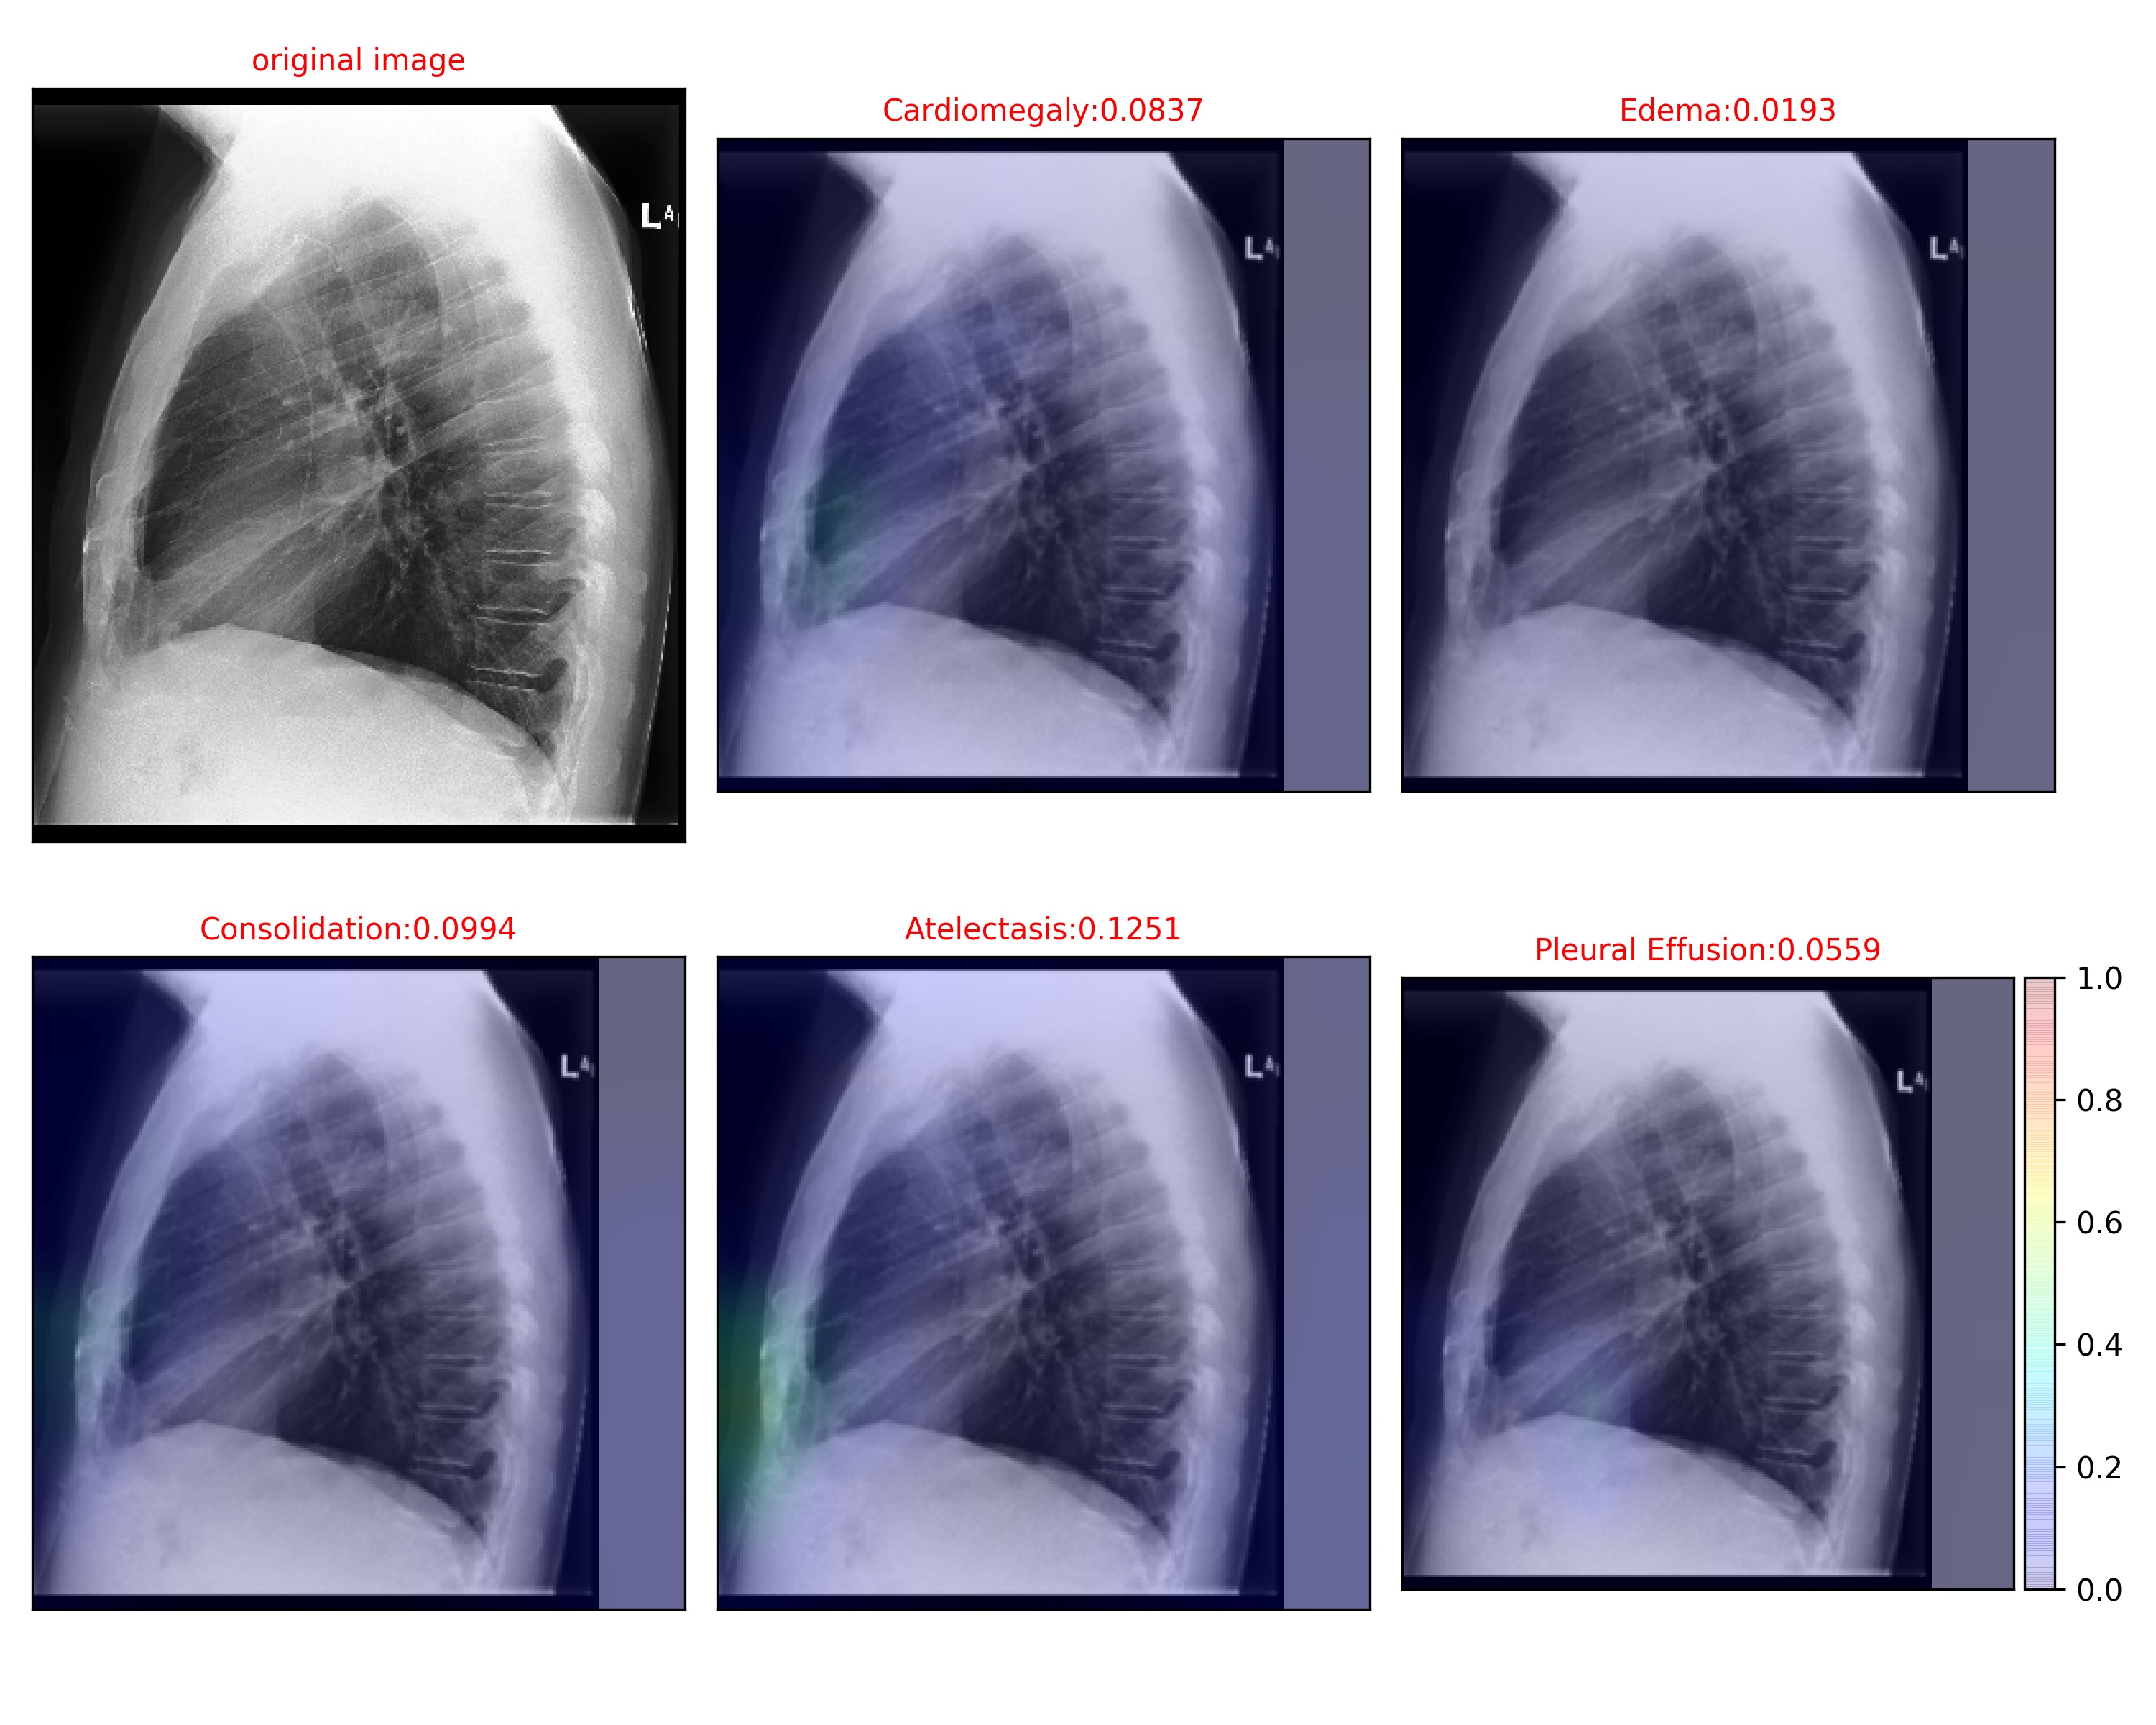 original image
Cardiomegaly:0.0837
Edema:0.0193
L
L
L
Consolidation:0.0994
Atelectasis:0.1251
Pleural Effusion:0.0559
L
L
L
1.0
0.8
0.6
0.4
0.2
0.0